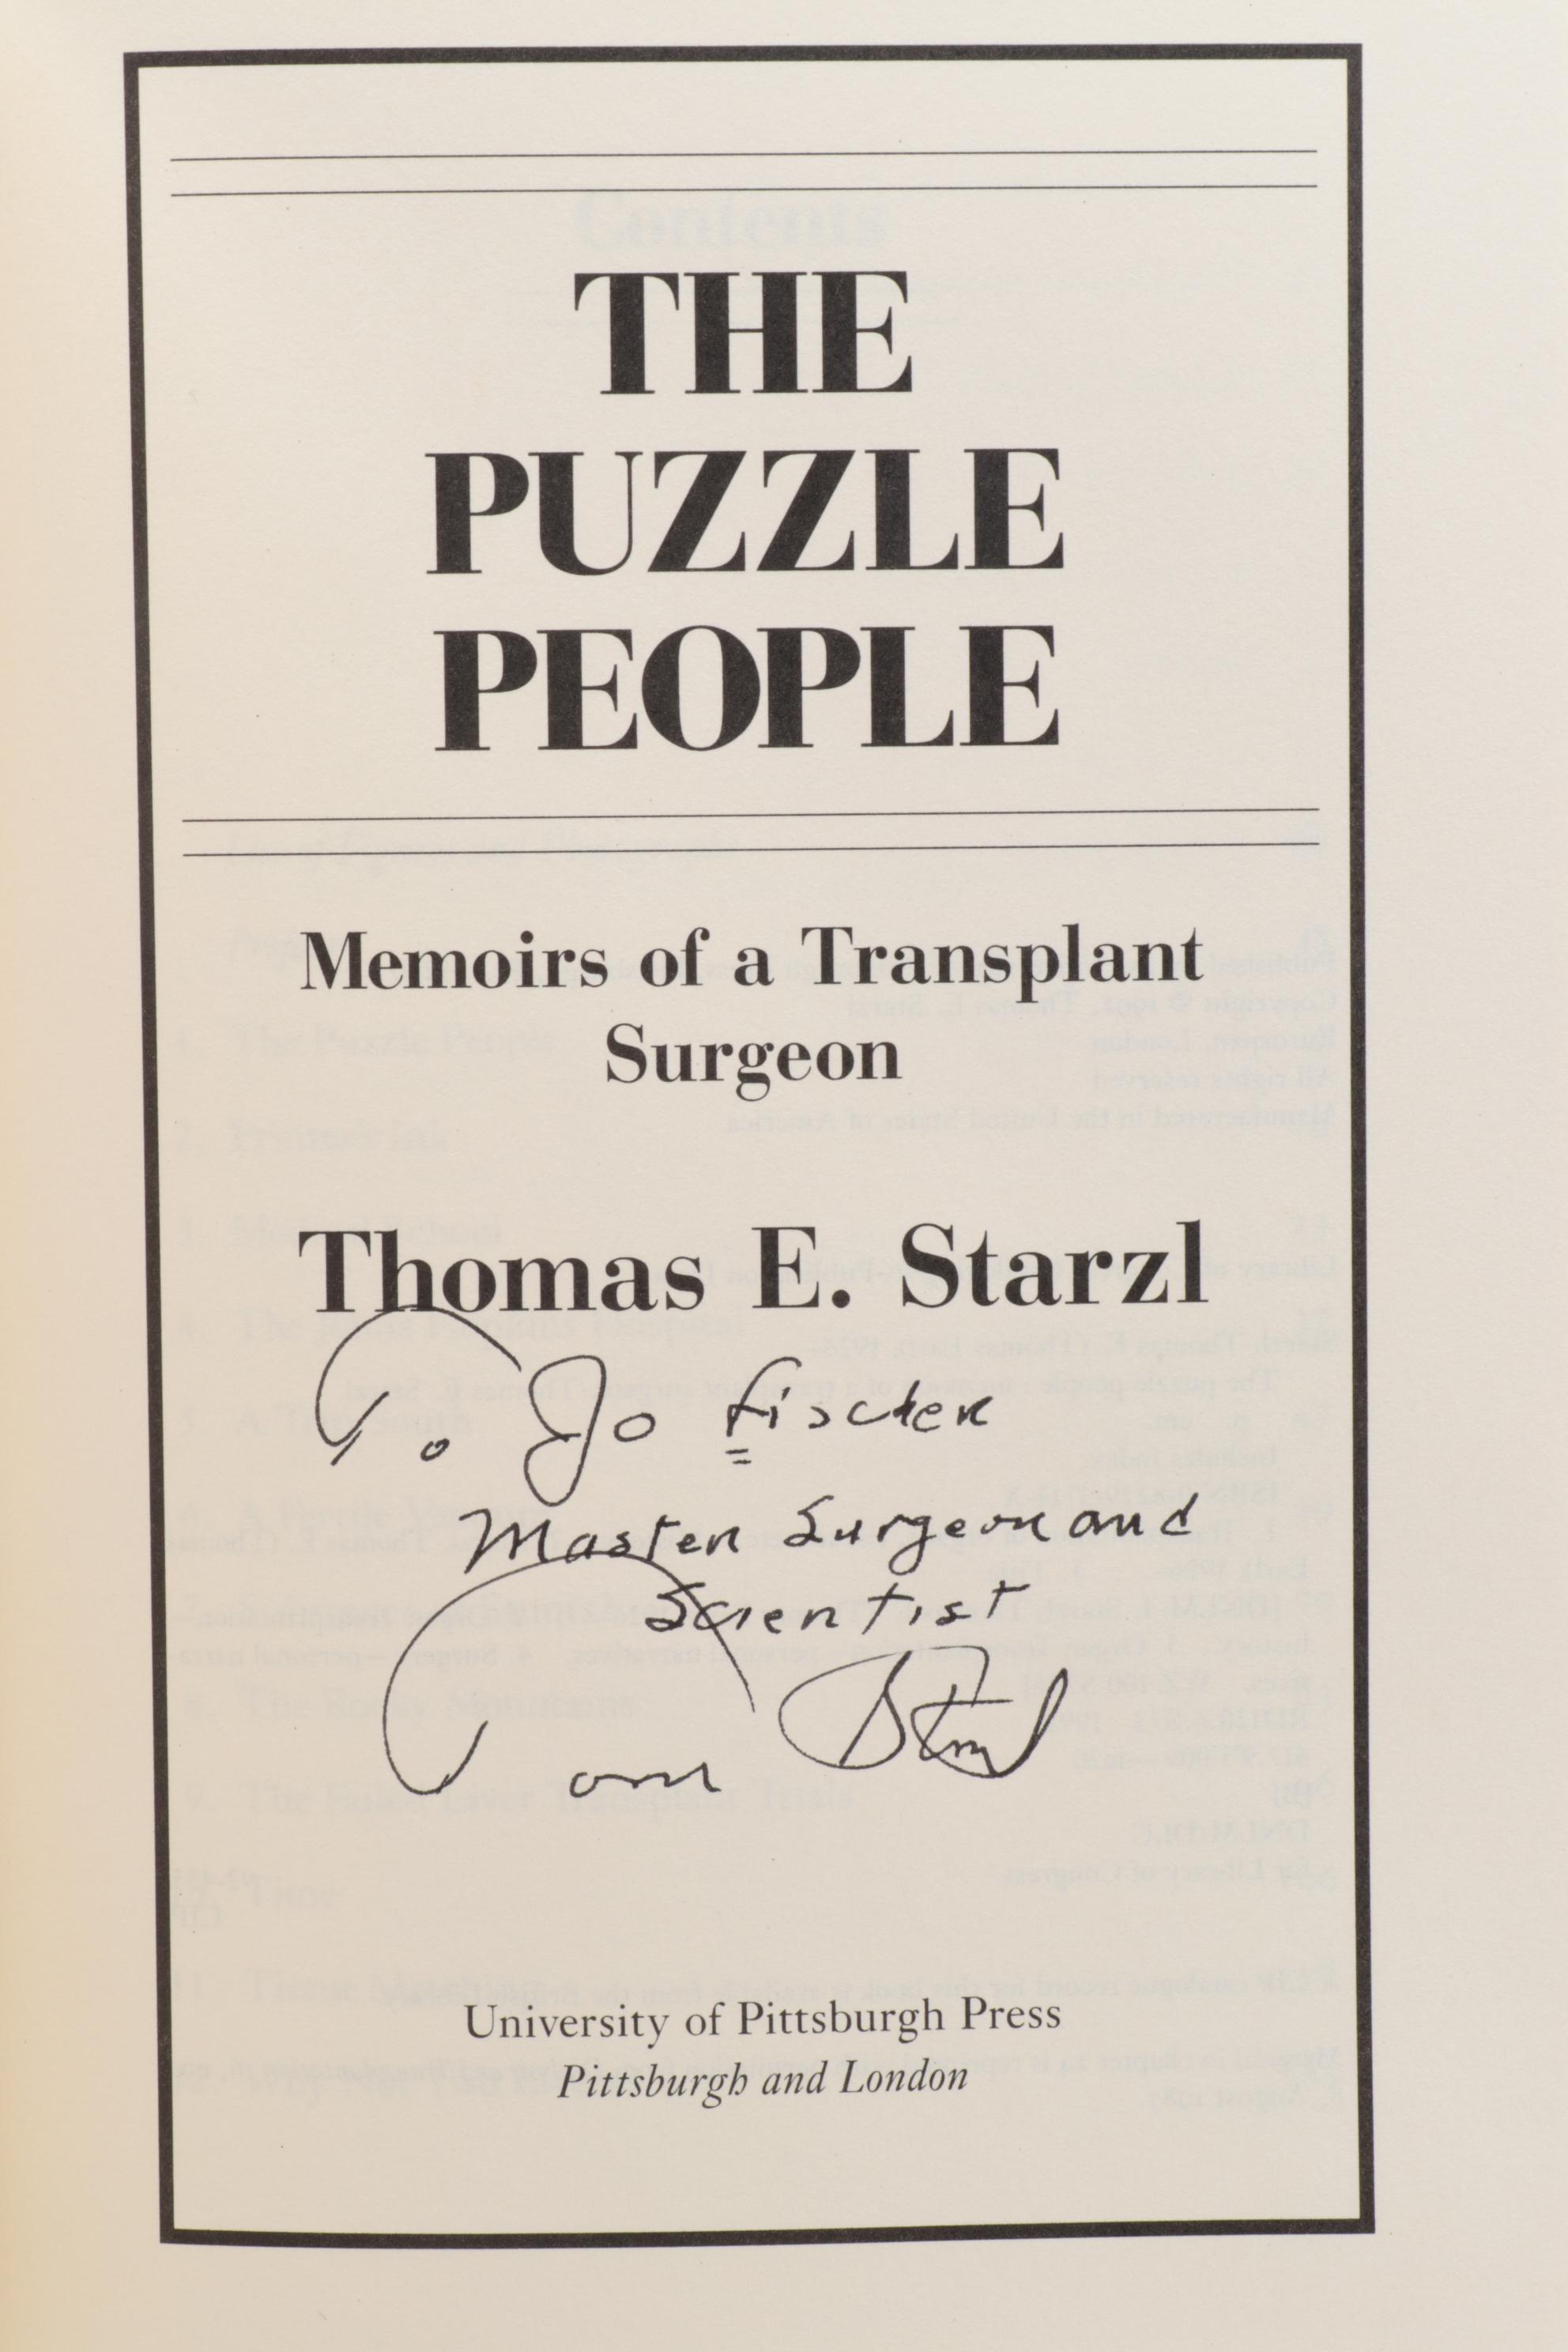 THE
PUZZLE
PEOPLE
Memoirs of a Transplant
Surgeon
Thomas E. Starzl
To Jo Fischer
Master Surgeon and
Scientist
Tom Starzl
University of Pittsburgh Press
Pittsburgh and London